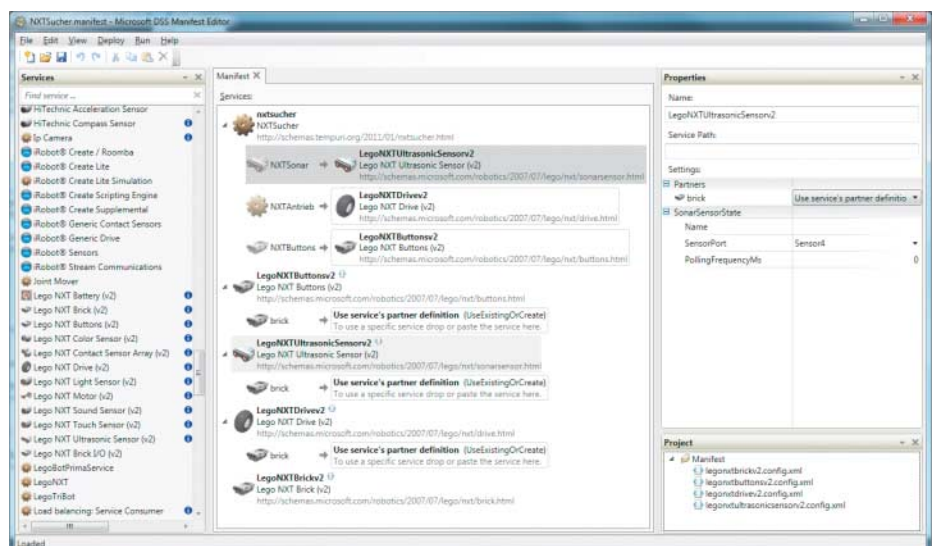 NXTSucher.manifest - Microsoft DSS Manifest Editor
File Edit View Deploy Run Help
Services
Find service ...
HiTechnic Acceleration Sensor
HiTechnic Compass Sensor
Ip Camera
iRobot® Create / Roomba
iRobot® Create Lite
iRobot® Create Lite Simulation
iRobot® Create Scripting Engine
iRobot® Create Supplemental
iRobot® Generic Contact Sensors
iRobot® Generic Drive
iRobot® Sensors
iRobot® Stream Communications
Joint Mover
Lego NXT Battery (v2)
Lego NXT Brick (v2)
Lego NXT Buttons (v2)
Lego NXT Color Sensor (v2)
Lego NXT Contact Sensor Array (v2)
Lego NXT Drive (v2)
Lego NXT Light Sensor (v2)
Lego NXT Motor (v2)
Lego NXT Sound Sensor (v2)
Lego NXT Touch Sensor (v2)
Lego NXT Ultrasonic Sensor (v2)
Lego NXT Brick I/O (v2)
LegoBotPrimaService
LegoNXT
LegoTriBot
Load balancing: Service Consumer
Loaded
Manifest X
Services:
nxtsucher
NXTSucher
http://schemas.tempuri.org/2011/01/nxtsucher.html
NXTSonar
LegoNXTUltrasonicSensorv2
Lego NXT Ultrasonic Sensor (v2)
http://schemas.microsoft.com/robotics/2007/07/lego/nxt/sonarsensor.html
NXTAntrieb
LegoNXTDrivev2
Lego NXT Drive (v2)
http://schemas.microsoft.com/robotics/2007/07/lego/nxt/drive.html
NXTButtons
LegoNXTButtonsv2
Lego NXT Buttons (v2)
http://schemas.microsoft.com/robotics/2007/07/lego/nxt/buttons.html
LegoNXTButtonsv2
Lego NXT Buttons (v2)
http://schemas.microsoft.com/robotics/2007/07/lego/nxt/buttons.html
brick
Use service's partner definition (UseExistingOrCreate)
To use a specific service drop or paste the service here.
LegoNXTUltrasonicSensorv2
Lego NXT Ultrasonic Sensor (v2)
http://schemas.microsoft.com/robotics/2007/07/lego/nxt/sonarsensor.html
brick
Use service's partner definition (UseExistingOrCreate)
To use a specific service drop or paste the service here.
LegoNXTDrivev2
Lego NXT Drive (v2)
http://schemas.microsoft.com/robotics/2007/07/lego/nxt/drive.html
brick
Use service's partner definition (UseExistingOrCreate)
To use a specific service drop or paste the service here.
LegoNXTBrickv2
Lego NXT Brick (v2)
http://schemas.microsoft.com/robotics/2007/07/lego/nxt/brick.html
Properties
Name:
LegoNXTUltrasonicSensorv2
Service Path:
Settings:
Partners
brick Use service's partner definitio
SonarSensorState
Name
SensorPort Sensor4
PollingFrequencyMs 0
Project
Manifest
legonxtbrickv2.config.xml
legonxtbuttonsv2.config.xml
legonxtdrivev2.config.xml
legonxtultrasonicsensorv2.config.xml